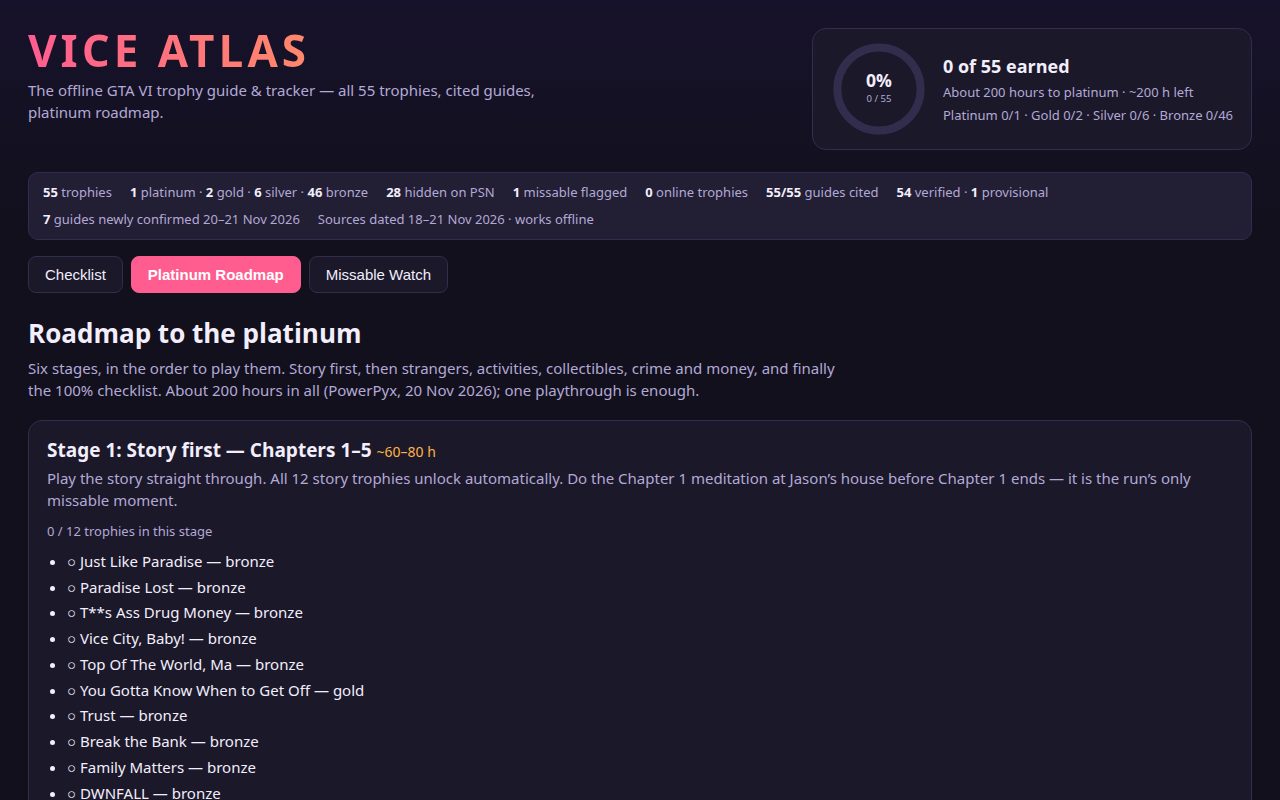 VICE ATLAS
The offline GTA VI trophy guide & tracker — all 55 trophies, cited guides,
platinum roadmap.
0%
0 / 55
0 of 55 earned
About 200 hours to platinum · ~200 h left
Platinum 0/1 · Gold 0/2 · Silver 0/6 · Bronze 0/46
55 trophies 1 platinum · 2 gold · 6 silver · 46 bronze 28 hidden on PSN 1 missable flagged 0 online trophies 55/55 guides cited 54 verified · 1 provisional
7 guides newly confirmed 20–21 Nov 2026 Sources dated 18–21 Nov 2026 · works offline
Checklist Platinum Roadmap Missable Watch
Roadmap to the platinum
Six stages, in the order to play them. Story first, then strangers, activities, collectibles, crime and money, and finally
the 100% checklist. About 200 hours in all (PowerPyx, 20 Nov 2026); one playthrough is enough.
Stage 1: Story first — Chapters 1–5 ~60–80 h
Play the story straight through. All 12 story trophies unlock automatically. Do the Chapter 1 meditation at Jason’s house before Chapter 1 ends — it is the run’s only
missable moment.
0 / 12 trophies in this stage
• ○ Just Like Paradise — bronze
• ○ Paradise Lost — bronze
• ○ T**s Ass Drug Money — bronze
• ○ Vice City, Baby! — bronze
• ○ Top Of The World, Ma — bronze
• ○ You Gotta Know When to Get Off — gold
• ○ Trust — bronze
• ○ Break the Bank — bronze
• ○ Family Matters — bronze
• ○ DWNFALL — bronze